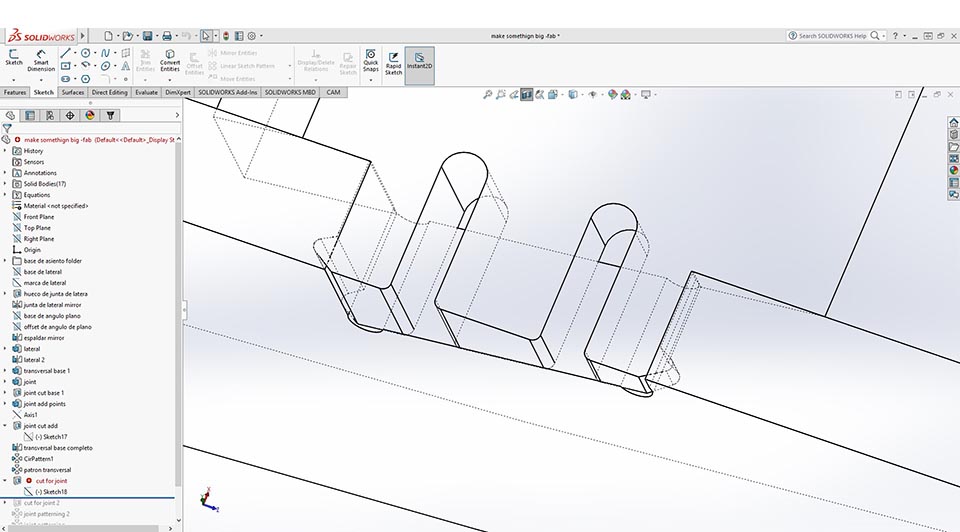 SOLIDWORKS
make somethign big -fab *
Search SOLIDWORKS Help
Sketch
Smart Dimension
Trim Entities
Convert Entities
Offset Entities
Mirror Entities
Linear Sketch Pattern
Move Entities
Display/Delete Relations
Repair Sketch
Quick Snaps
Rapid Sketch
Instant2D
Features
Sketch
Surfaces
Direct Editing
Evaluate
DimXpert
SOLIDWORKS Add-Ins
SOLIDWORKS MBD
CAM
make somethign big -fab (Default<<Default>_Display St
History
Sensors
Annotations
Solid Bodies(17)
Equations
Material <not specified>
Front Plane
Top Plane
Right Plane
Origin
base de asiento folder
base de lateral
marca de lateral
hueco de junta de latera
junta de lateral mirror
base de angulo plano
offset de angulo de plano
espaldar mirror
lateral
lateral 2
transversal base 1
joint
joint cut base 1
joint add points
Axis1
joint cut add
(-) Sketch17
transversal base completo
CirPattern1
patron transversal
cut for joint
(-) Sketch18
cut for joint 2
joint patterning 2